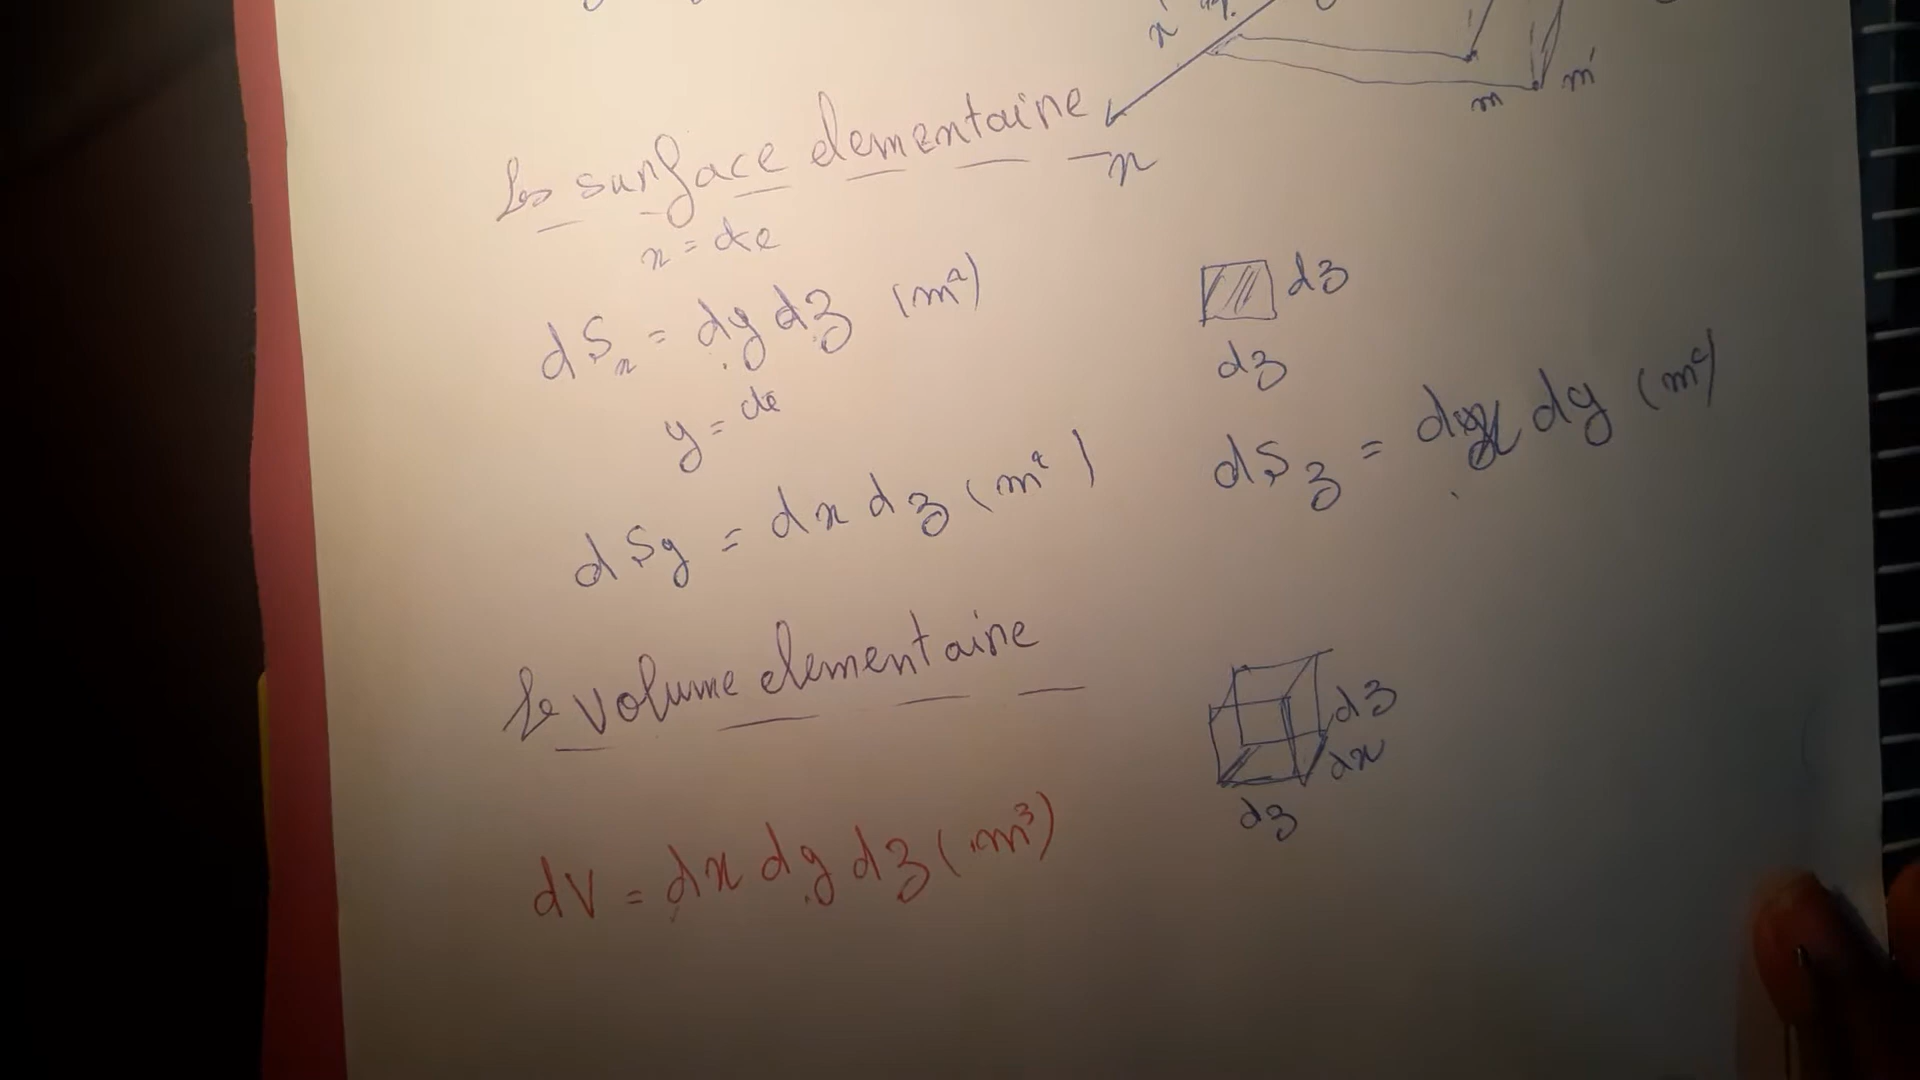 x
m
m'
x
Les surface elementaire
x = cte
dSx = dy dz (m²)
dz
dz
y = cte
dSy = dx dz (m²)
dSz = dx dy (m²)
Le volume elementaire
dz
dx
dz
dV = dx dy dz (m³)